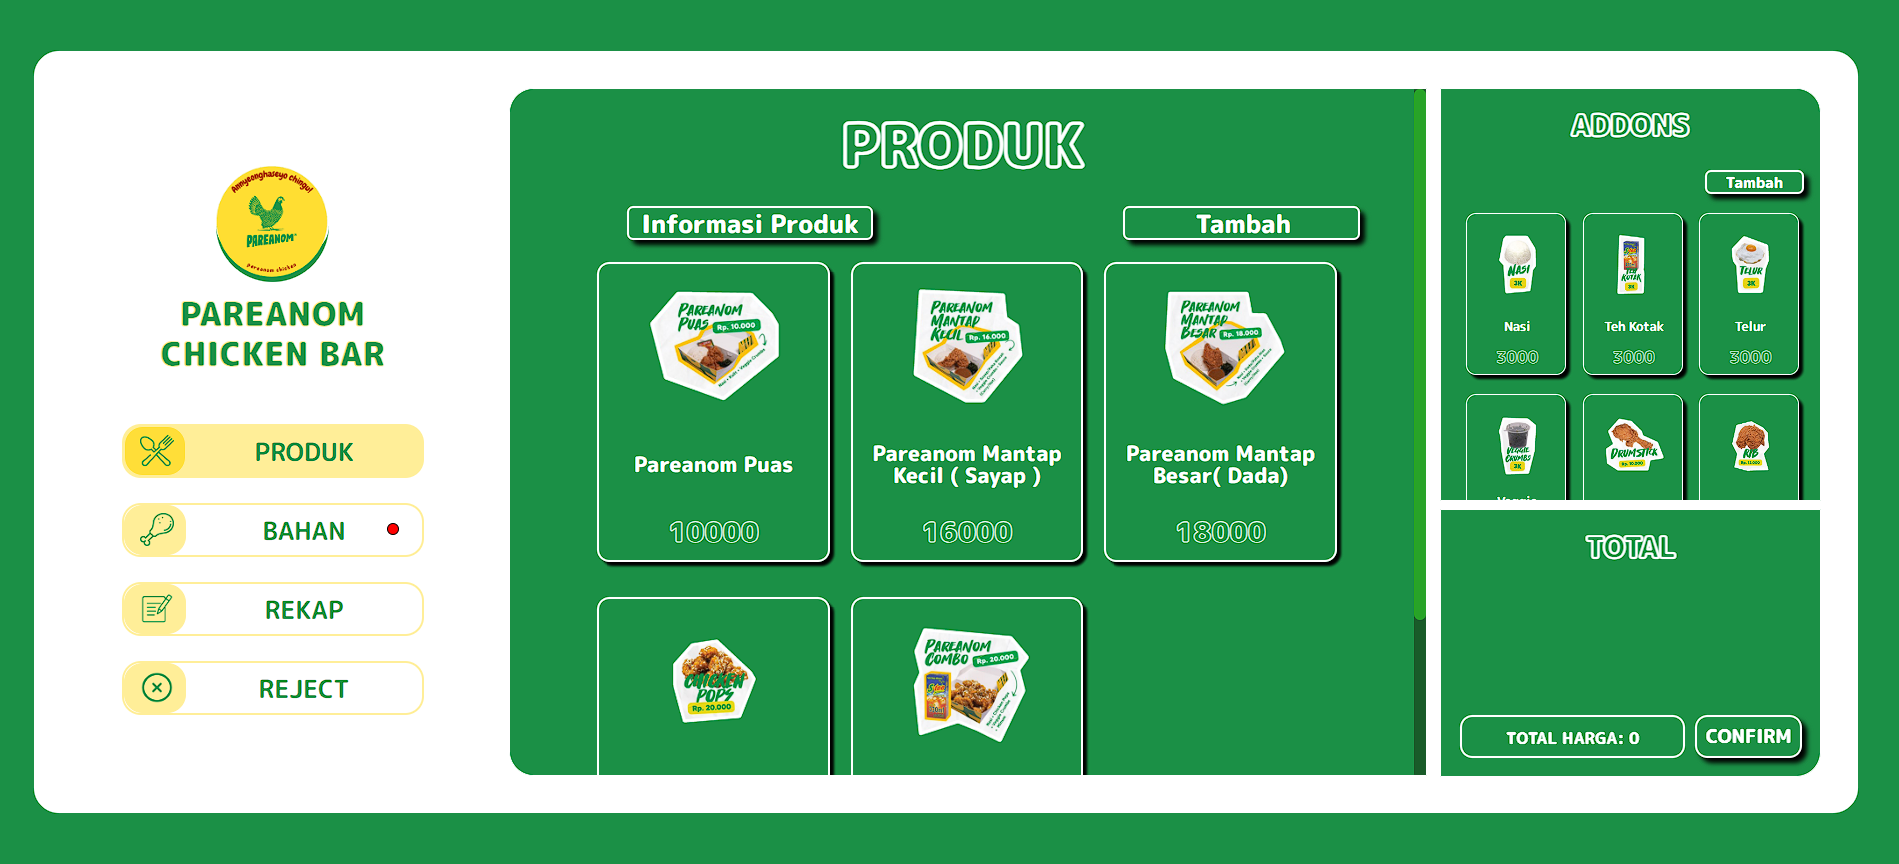 Annyeonghaseyo chingu!
PAREANOM
pareanom chicken
PAREANOM
CHICKEN BAR
PRODUK
BAHAN
REKAP
REJECT
PRODUK
Informasi Produk
Tambah
PAREANOM
PUAS
Rp. 10.000
Pareanom Puas
10000
PAREANOM
MANTAP
KECIL
Rp. 16.000
Pareanom Mantap
Kecil ( Sayap )
16000
PAREANOM
MANTAP
BESAR
Rp. 18.000
Pareanom Mantap
Besar( Dada)
18000
CHICKEN
POPS
Rp. 20.000
PAREANOM
COMBO
Rp. 20.000
ADDONS
Tambah
NASI
3K
Nasi
3000
TEH
KOTAK
3K
Teh Kotak
3000
TELUR
3K
Telur
3000
VEGGIE
CRUMBS
3K
Veggie
DRUMSTICK
Rp. 10.000
RIB
TOTAL
TOTAL HARGA: 0
CONFIRM